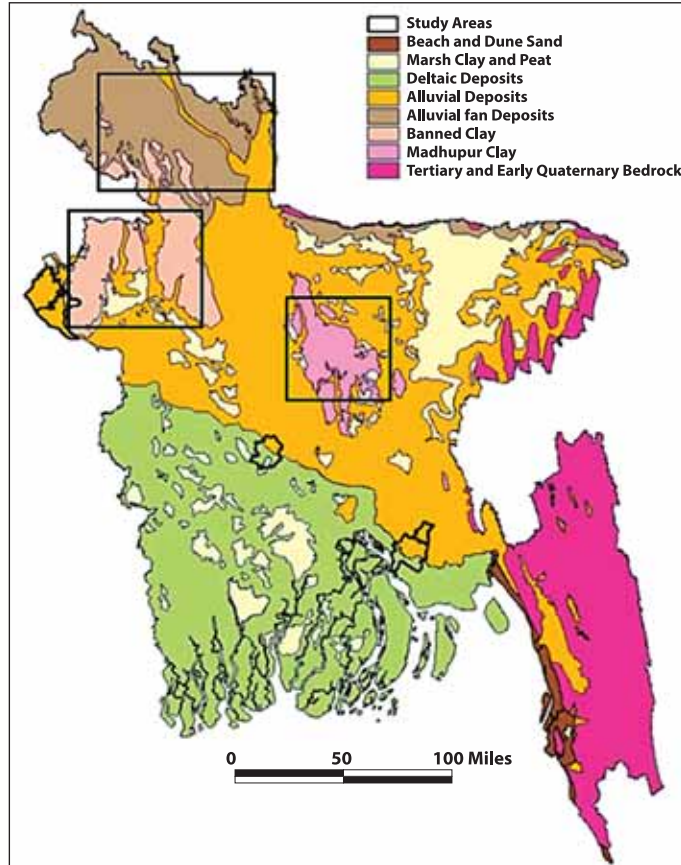 Study Areas
Beach and Dune Sand
Marsh Clay and Peat
Deltaic Deposits
Alluvial Deposits
Alluvial fan Deposits
Banned Clay
Madhupur Clay
Tertiary and Early Quaternary Bedrock
0 50 100 Miles